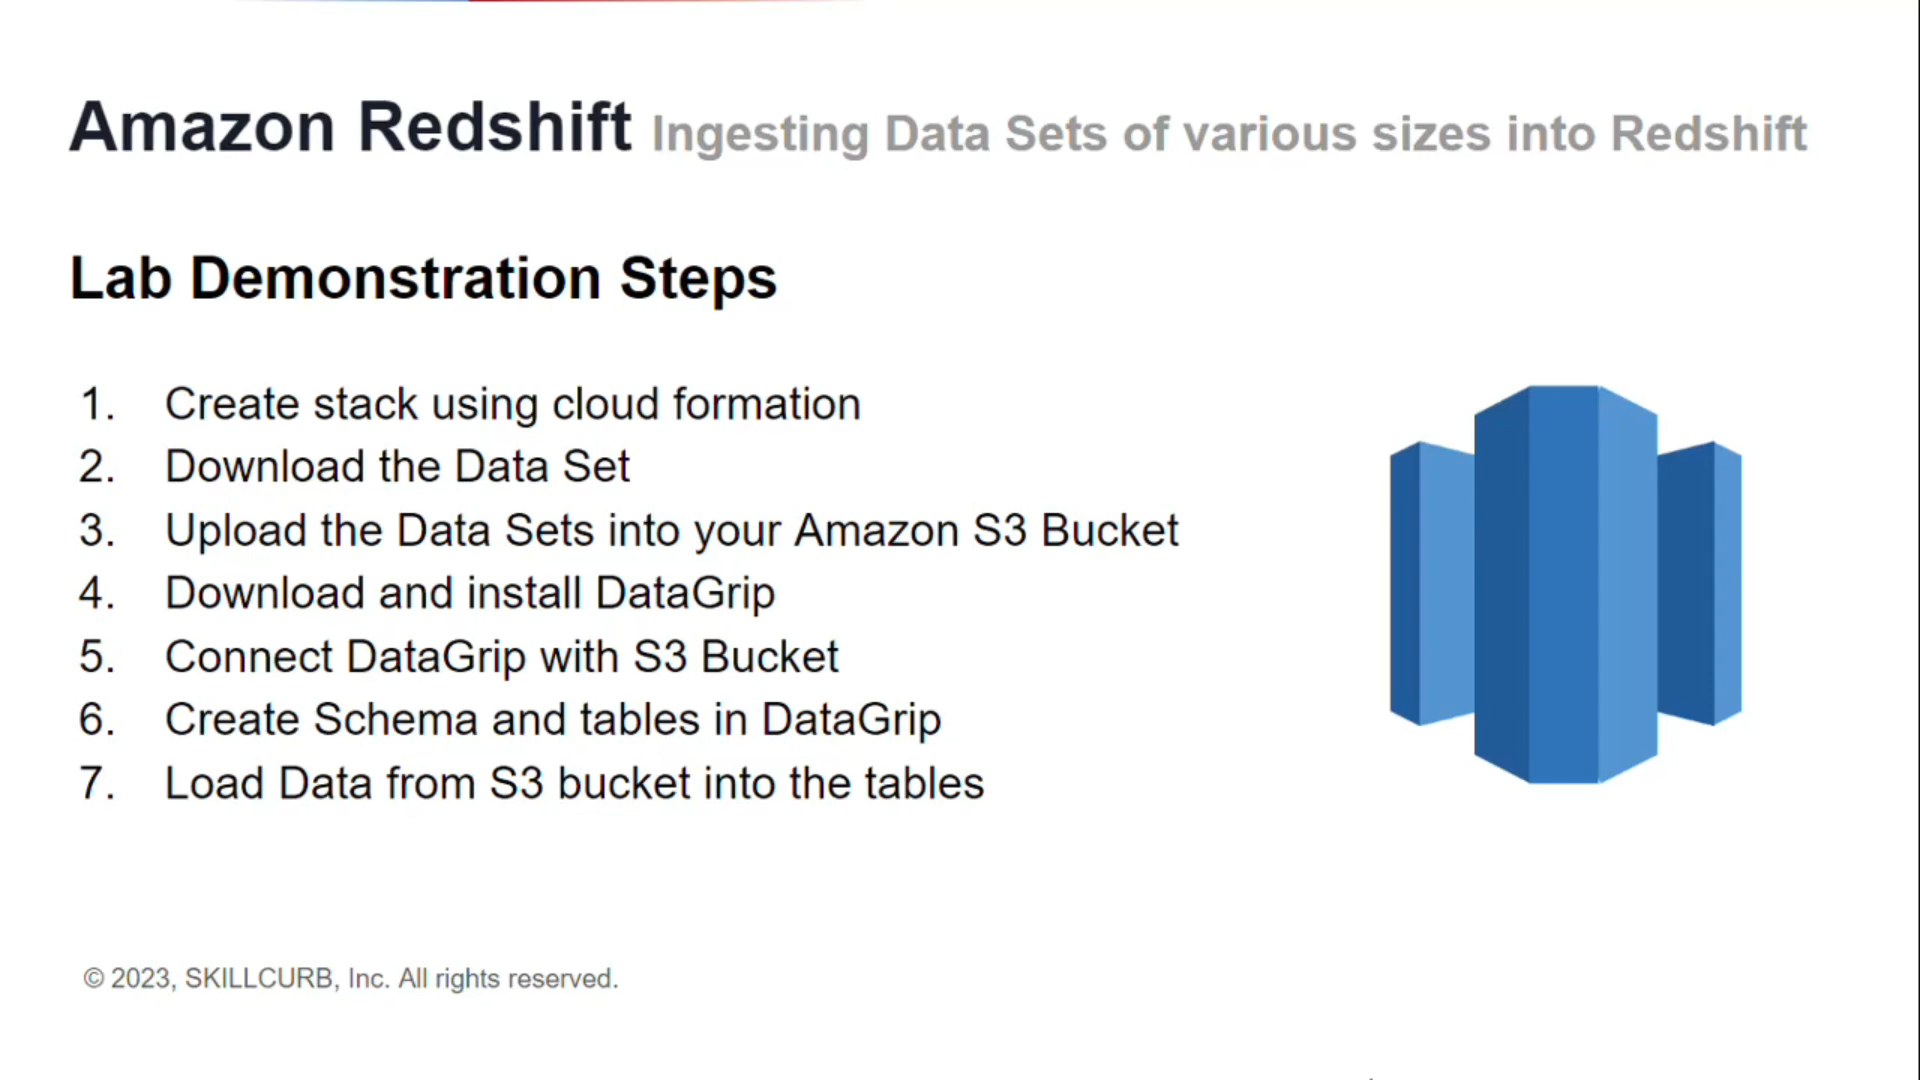 Amazon Redshift Ingesting Data Sets of various sizes into Redshift
Lab Demonstration Steps
1. Create stack using cloud formation
2. Download the Data Set
3. Upload the Data Sets into your Amazon S3 Bucket
4. Download and install DataGrip
5. Connect DataGrip with S3 Bucket
6. Create Schema and tables in DataGrip
7. Load Data from S3 bucket into the tables
© 2023, SKILLCURB, Inc. All rights reserved.